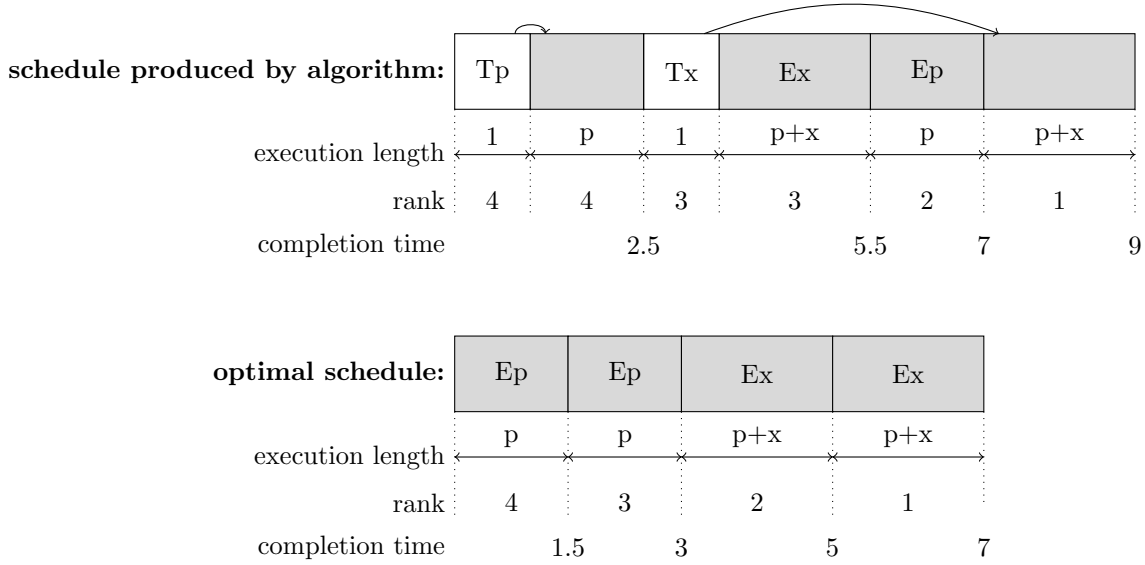 schedule produced by algorithm: Tp Tx Ex Ep
execution length 1 p 1 p+x p p+x
rank 4 4 3 3 2 1
completion time 2.5 5.5 7 9
optimal schedule: Ep Ep Ex Ex
execution length p p p+x p+x
rank 4 3 2 1
completion time 1.5 3 5 7